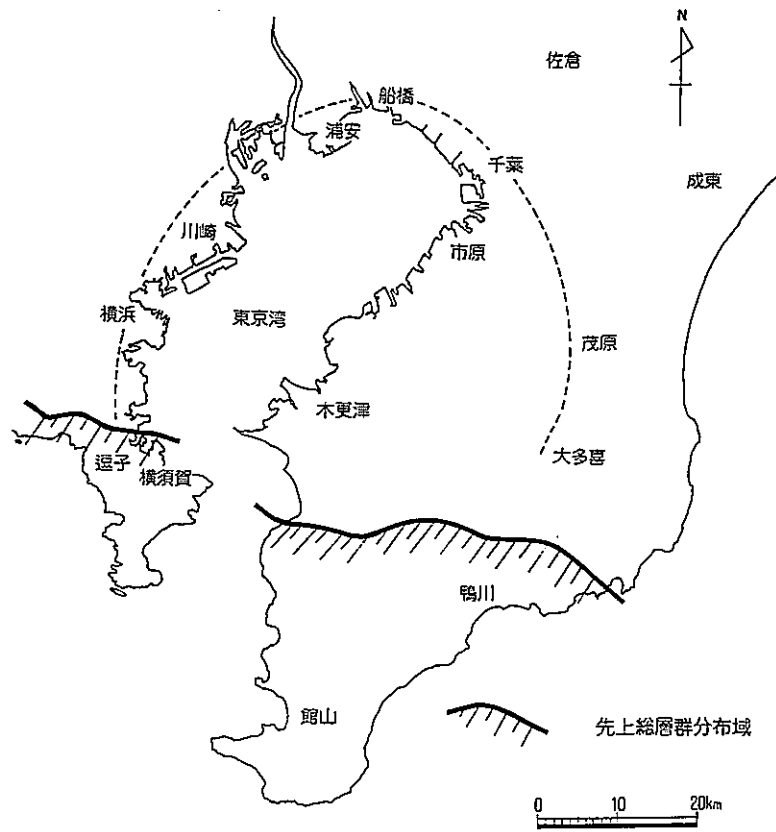 N
佐倉
船橋
浦安
千葉
成東
川崎
市原
横浜
東京湾
茂原
木更津
大多喜
逗子
横須賀
鴨川
館山
先上総層群分布域
0 10 20km